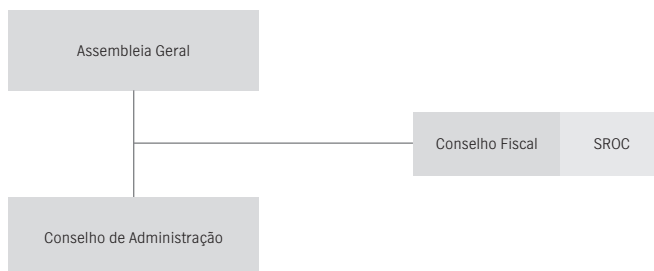 Assembleia Geral
Conselho Fiscal
SROC
Conselho de Administração